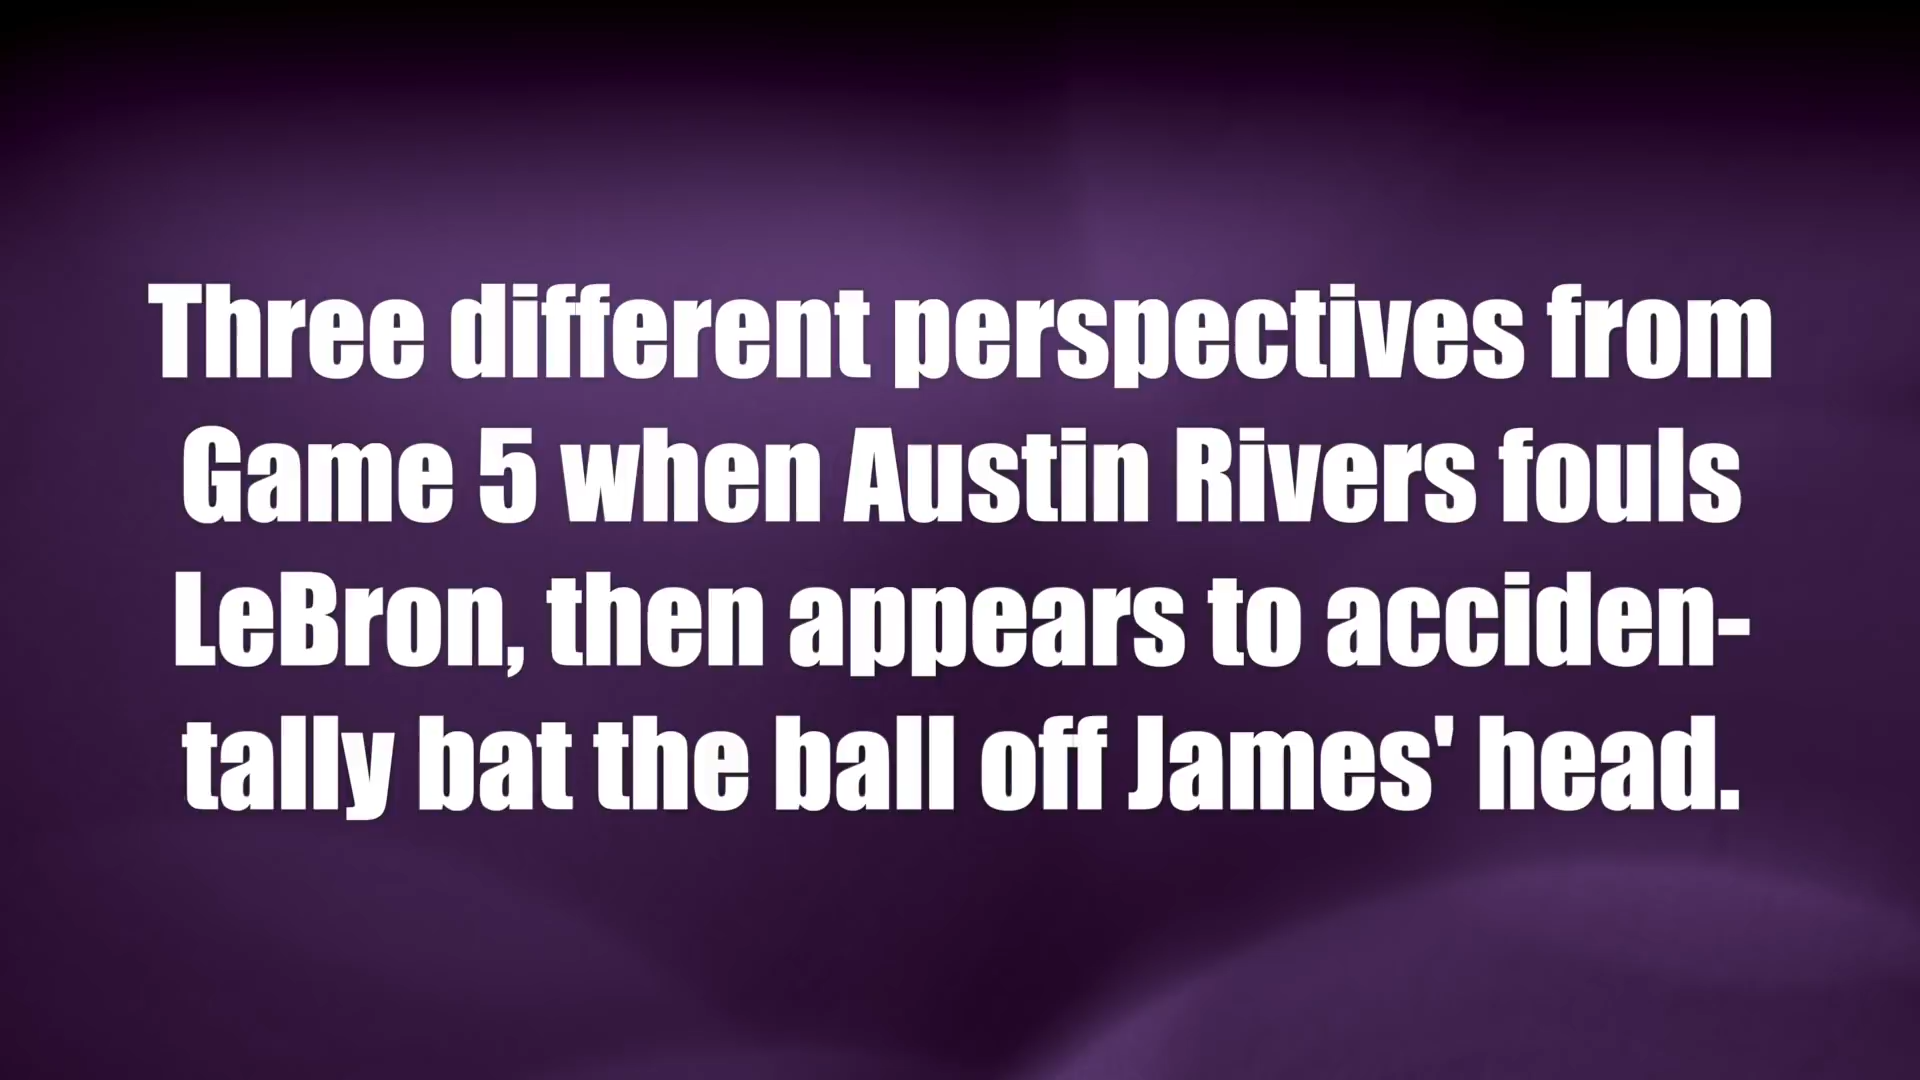 Three different perspectives from
Game 5 when Austin Rivers fouls
LeBron, then appears to acciden-
tally bat the ball off James' head.